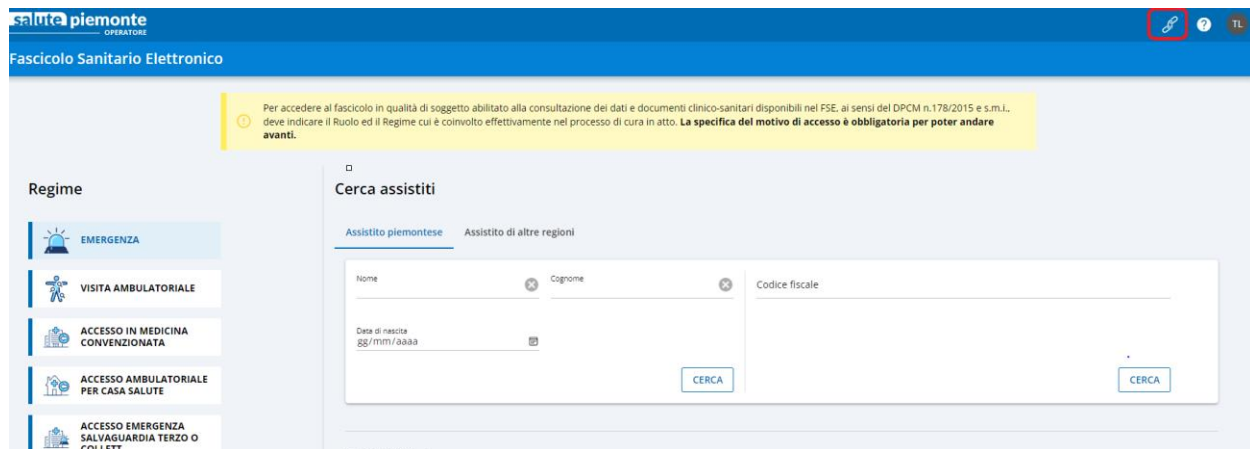 salute piemonte
OPERATORE
?
TL
Fascicolo Sanitario Elettronico
Per accedere al fascicolo in qualità di soggetto abilitato alla consultazione dei dati e documenti clinico-sanitari disponibili nel FSE, ai sensi del DPCM n.178/2015 e s.m.i.,
deve indicare il Ruolo ed il Regime cui è coinvolto effettivamente nel processo di cura in atto. La specifica del motivo di accesso è obbligatoria per poter andare
avanti.
Regime
EMERGENZA
VISITA AMBULATORIALE
ACCESSO IN MEDICINA
CONVENZIONATA
ACCESSO AMBULATORIALE
PER CASA SALUTE
ACCESSO EMERGENZA
SALVAGUARDIA TERZO O
COLLETT
Cerca assistiti
Assistito piemontese Assistito di altre regioni
Nome Cognome Codice fiscale
Data di nascita
gg/mm/aaaa
CERCA CERCA